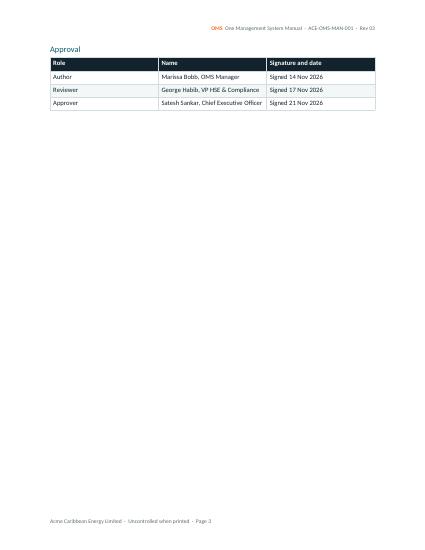 OMS One Management System Manual · ACE-OMS-MAN-001 · Rev 03
Approval
Role Name Signature and date
Author Marissa Bobb, OMS Manager Signed 14 Nov 2026
Reviewer George Habib, VP HSE & Compliance Signed 17 Nov 2026
Approver Satesh Sankar, Chief Executive Officer Signed 21 Nov 2026
Acme Caribbean Energy Limited · Uncontrolled when printed · Page 3